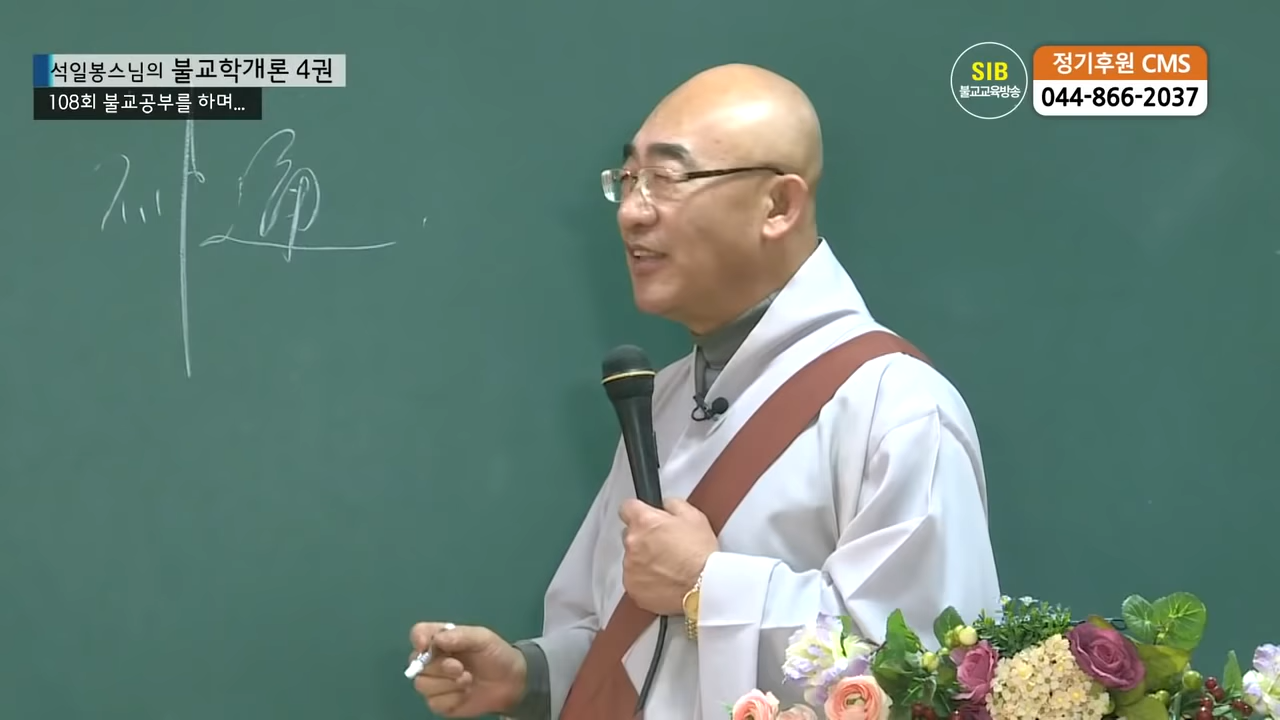 석일봉스님의 불교학개론 4권
108회 불교공부를 하며...
SIB
불교교육방송
정기후원 CMS
044-866-2037
神通